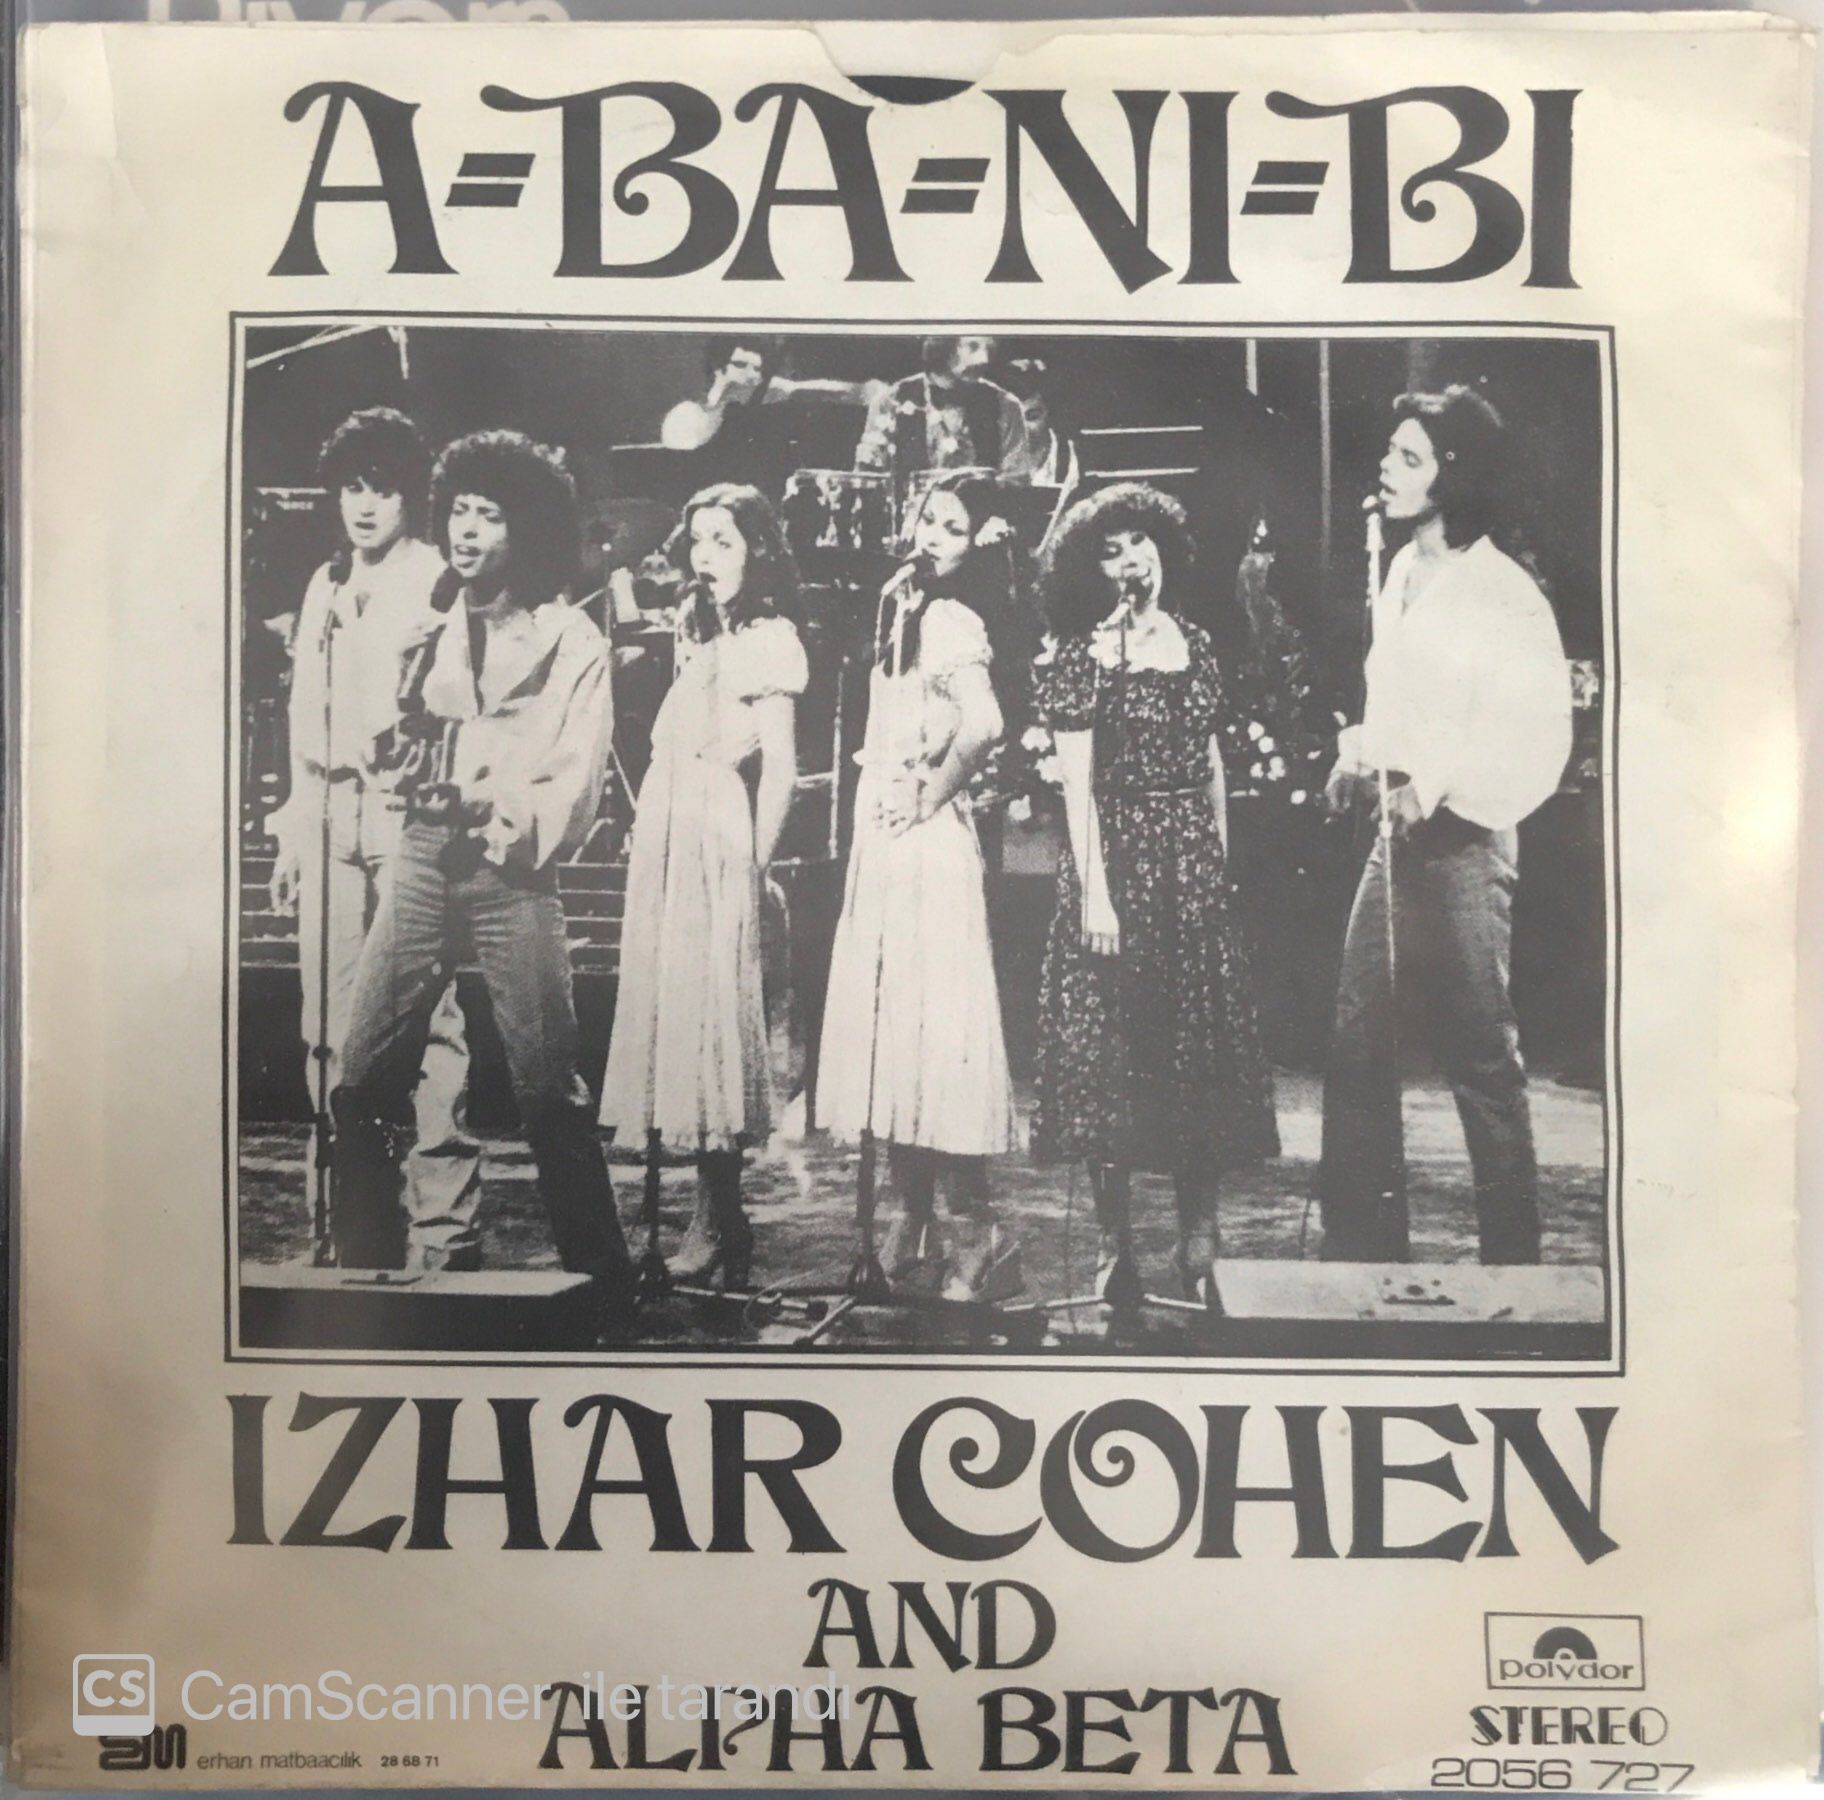 A-BA-NI-BI
IZHAR COHEN
AND
ALPHA BETA
polydor
STEREO
2056 727
erhan matbaacılık 28 68 71
CS CamScanner ile tarandı